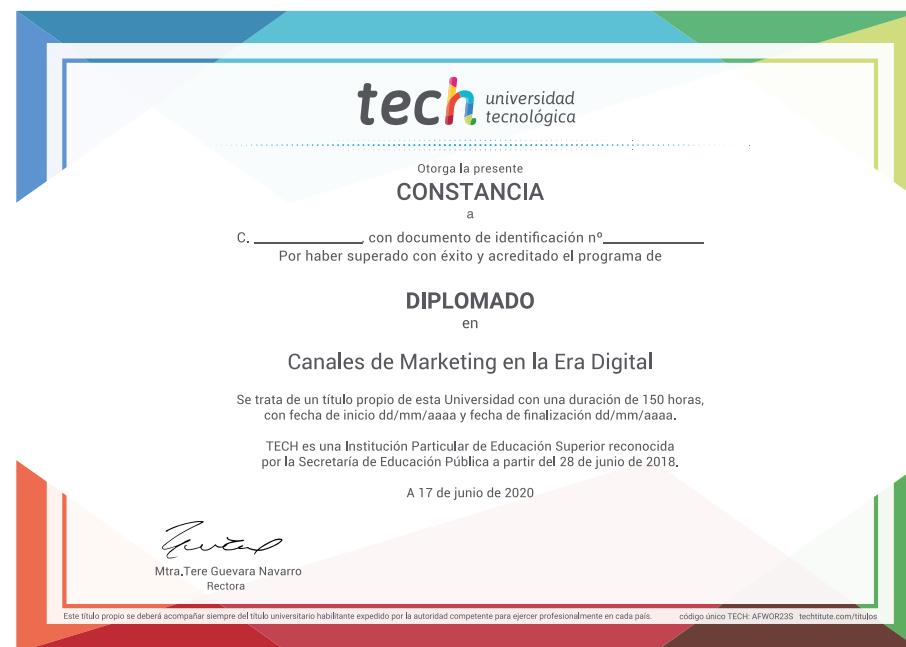 tech universidad
tecnológica
Otorga la presente
CONSTANCIA
a
C. ____________, con documento de identificación nº____________
Por haber superado con éxito y acreditado el programa de
DIPLOMADO
en
Canales de Marketing en la Era Digital
Se trata de un título propio de esta Universidad con una duración de 150 horas,
con fecha de inicio dd/mm/aaaa y fecha de finalización dd/mm/aaaa.
TECH es una Institución Particular de Educación Superior reconocida
por la Secretaría de Educación Pública a partir del 28 de junio de 2018.
A 17 de junio de 2020
Mtra.Tere Guevara Navarro
Rectora
Este título propio se deberá acompañar siempre del título universitario habilitante expedido por la autoridad competente para ejercer profesionalmente en cada país. código único TECH: AFWOR23S techtitute.com/titulos